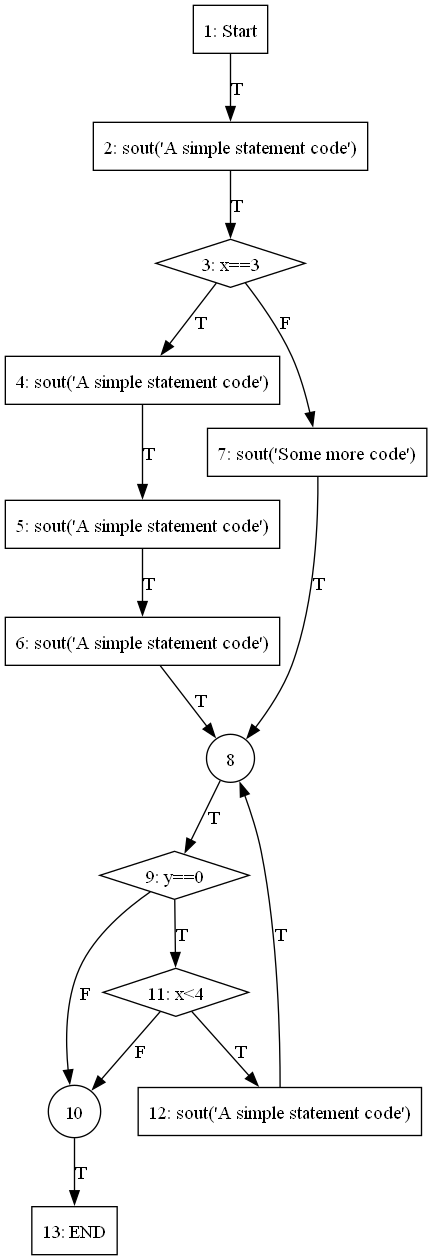 1: Start
T
2: sout('A simple statement code')
T
3: x==3
T
F
4: sout('A simple statement code')
T
7: sout('Some more code')
5: sout('A simple statement code')
T
T
6: sout('A simple statement code')
T
8
T
9: y==0
T
T
F
11: x<4
F
T
10
12: sout('A simple statement code')
T
13: END